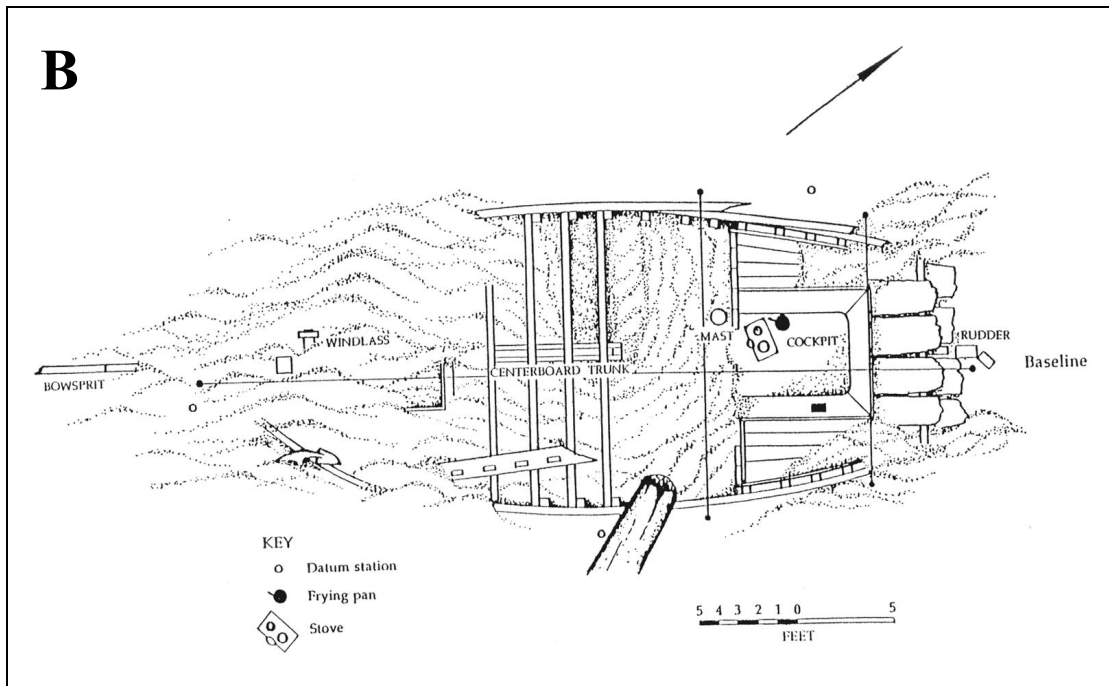 B
WINDLASS
BOWSPRIT
CENTERBOARD TRUNK
MAST
COCKPIT
RUDDER
Baseline
KEY
Datum station
Frying pan
Stove
5 4 3 2 1 0 5
FEET